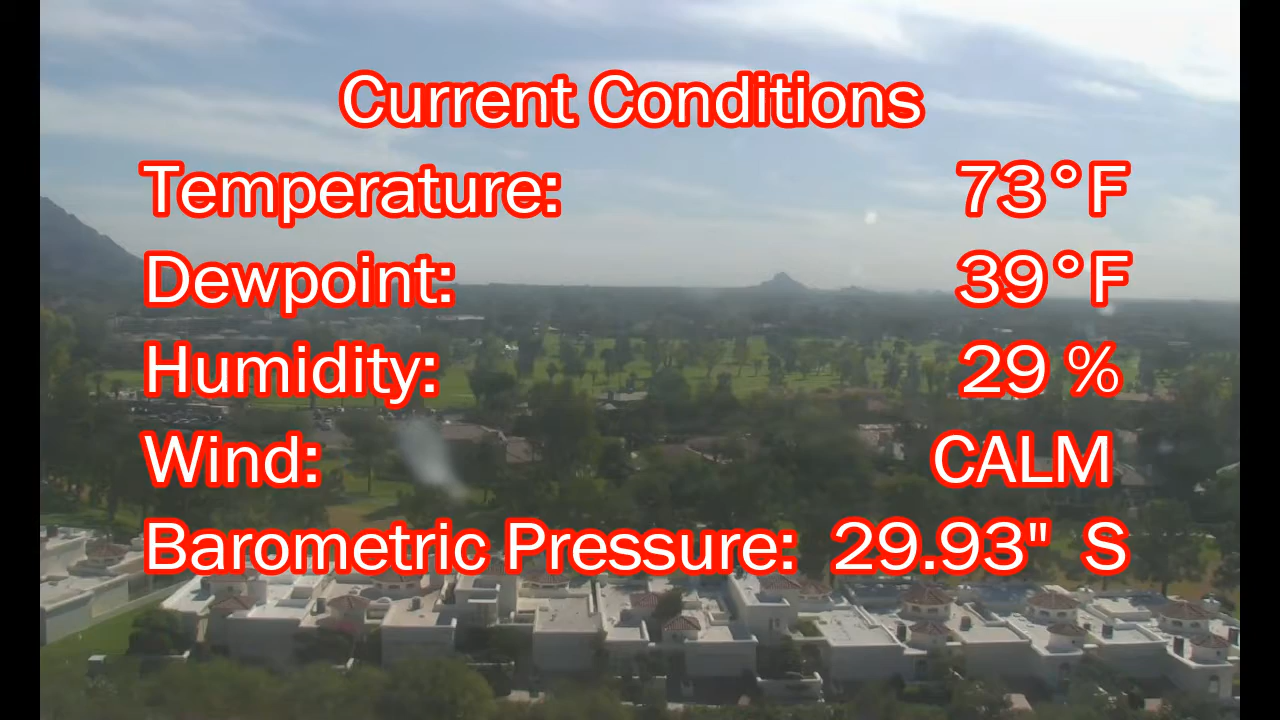 Current Conditions
Temperature: 73°F
Dewpoint: 39°F
Humidity: 29 %
Wind: CALM
Barometric Pressure: 29.93" S